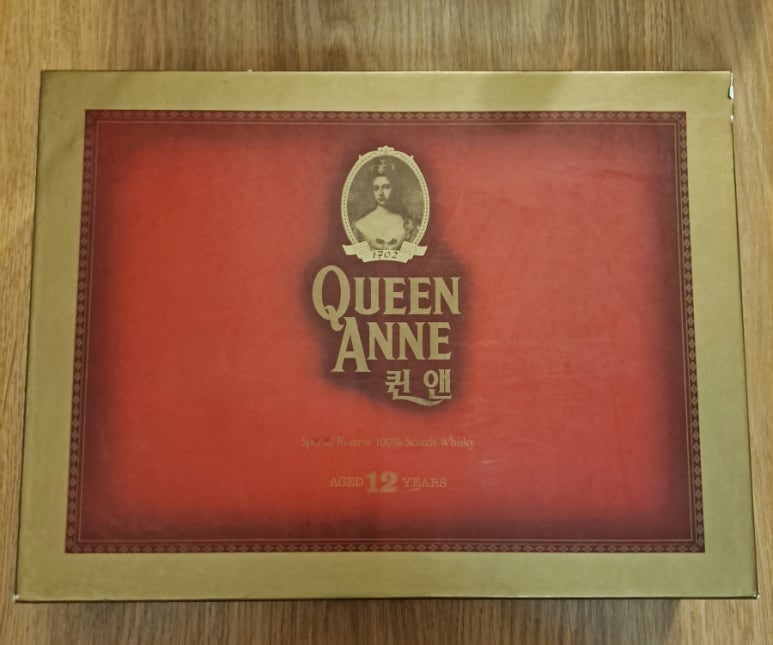 1702
QUEEN
ANNE
퀸 앤
Special Reserve 100% Scotch Whisky
AGED 12 YEARS